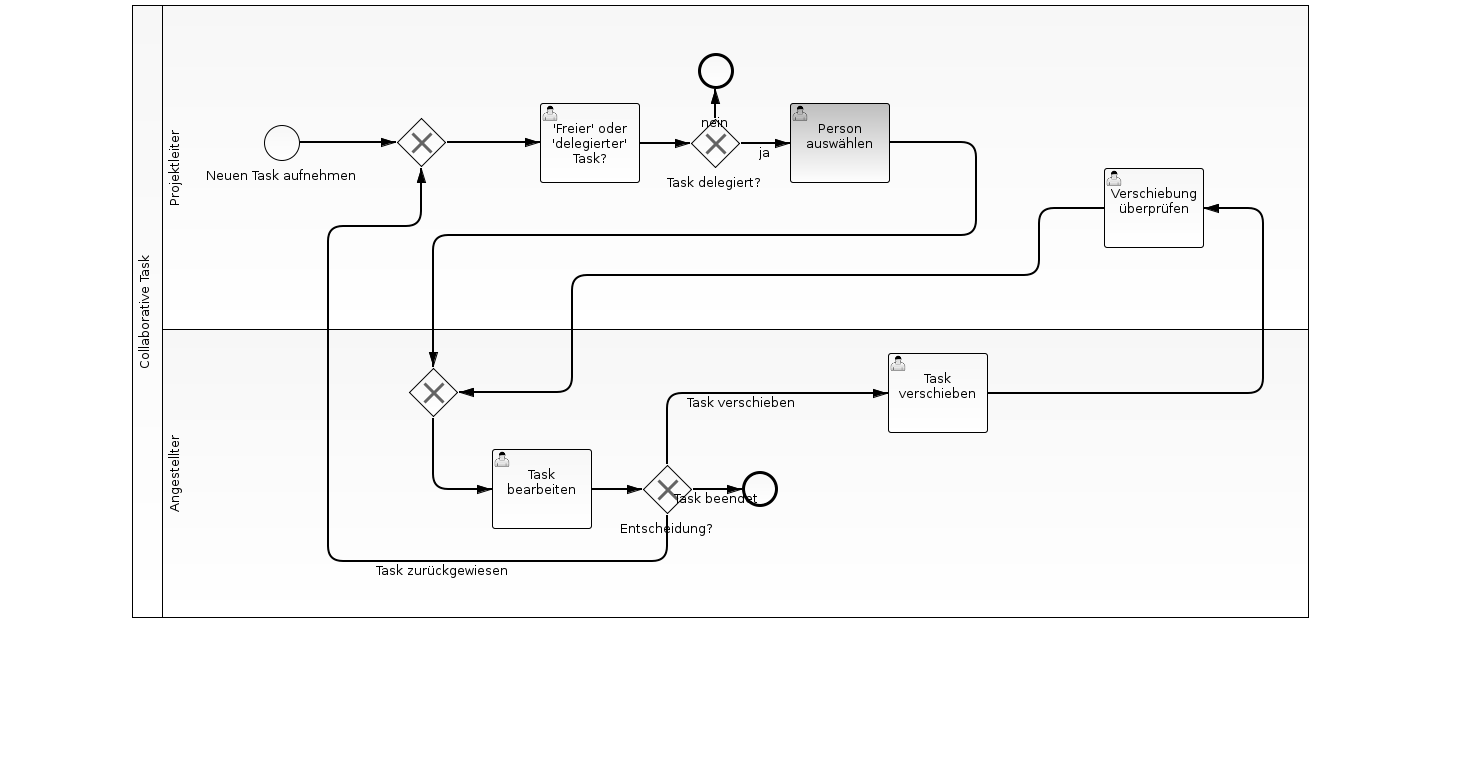 Collaborative Task
Projektleiter
Neuen Task aufnehmen
'Freier' oder
'delegierter'
Task?
nein
ja
Task delegiert?
Person
auswählen
Verschiebung
überprüfen
Angestellter
Task
bearbeiten
Entscheidung?
Task verschieben
Task beendet
Task zurückgewiesen
Task
verschieben